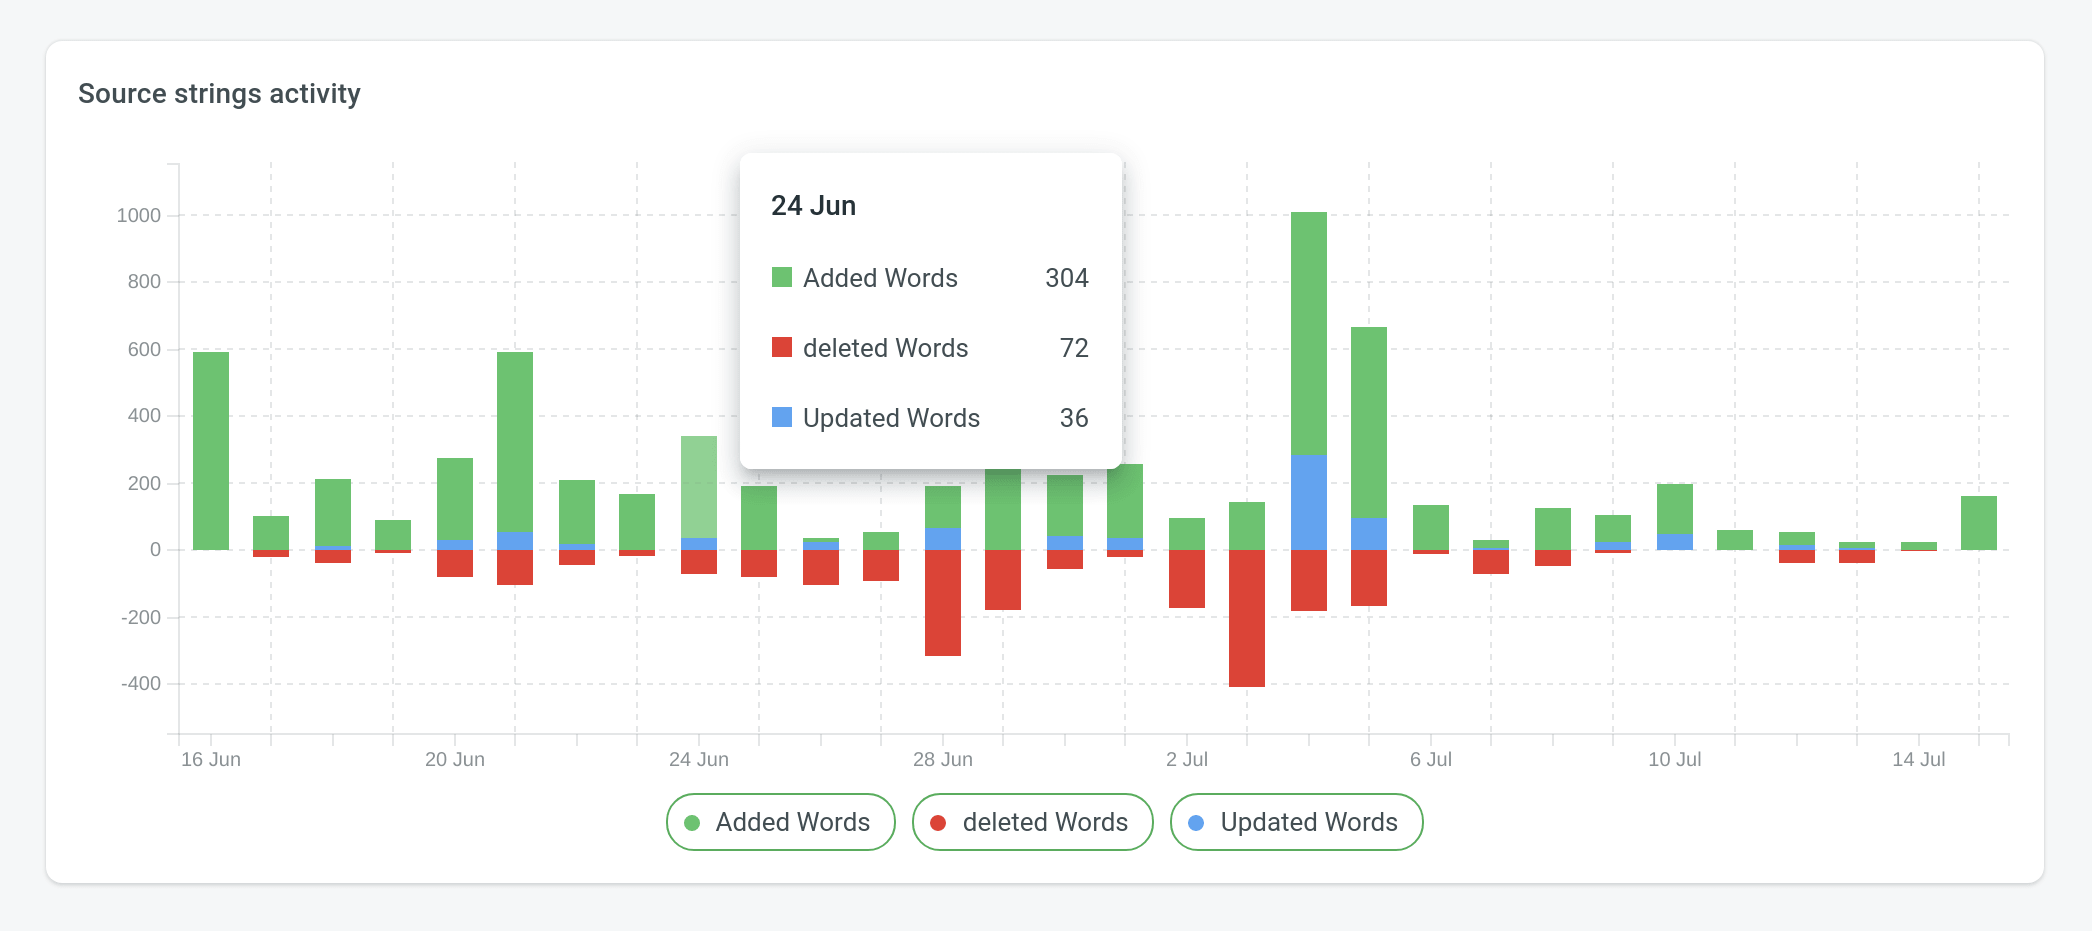 Source strings activity
24 Jun
Added Words 304
deleted Words 72
Updated Words 36
1000
800
600
400
200
0
-200
-400
16 Jun 20 Jun 24 Jun 28 Jun 2 Jul 6 Jul 10 Jul 14 Jul
Added Words deleted Words Updated Words